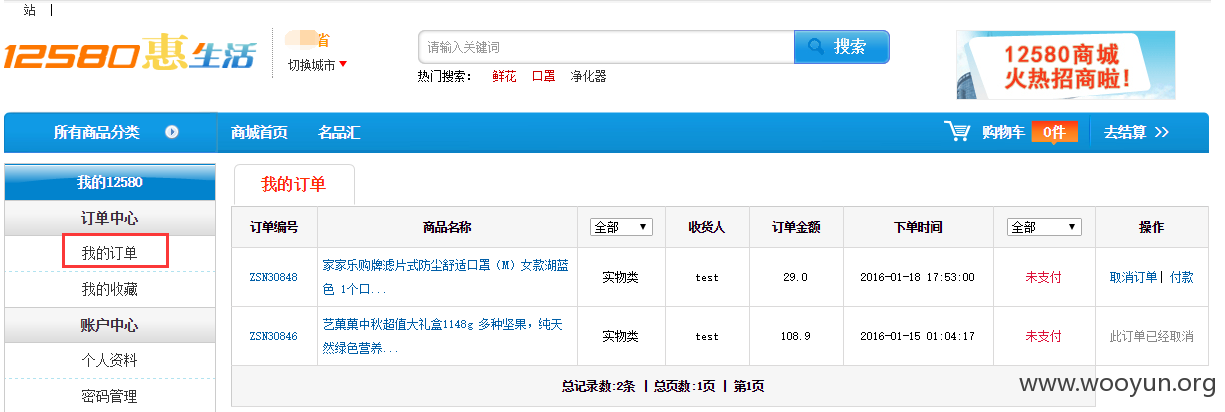 站 |
12580惠生活
省
切换城市
请输入关键词
搜索
热门搜索： 鲜花 口罩 净化器
12580商城
火热招商啦！
所有商品分类 商城首页 名品汇 购物车 0件 去结算 >>
我的12580
订单中心
我的订单
我的收藏
账户中心
个人资料
密码管理
我的订单
订单编号 商品名称 全部 收货人 订单金额 下单时间 全部 操作
ZSN30848 家家乐购牌滤片式防尘舒适口罩（M）女款湖蓝色 1个口... 实物类 test 29.0 2016-01-18 17:53:00 未支付 取消订单| 付款
ZSN30846 艺菓菓中秋超值大礼盒1148g 多种坚果，纯天然绿色营养... 实物类 test 108.9 2016-01-15 01:04:17 未支付 此订单已经取消
总记录数:2条 | 总页数:1页 | 第1页
www.wooyun.org